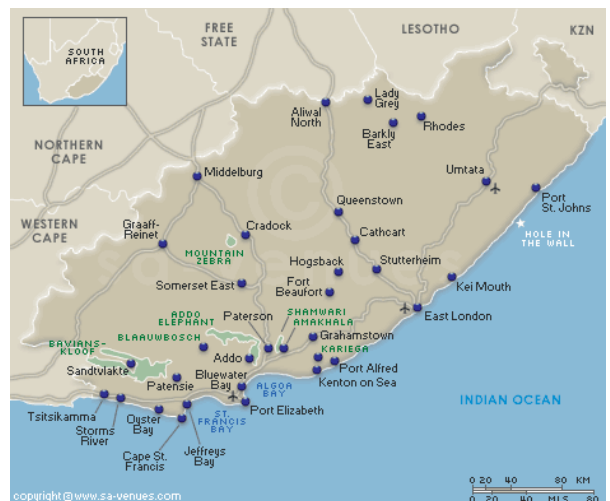 SOUTH
AFRICA
FREE
STATE
LESOTHO
KZN
NORTHERN
CAPE
WESTERN
CAPE
Lady
Grey
Aliwal
North
Barkly
East
Rhodes
Middelburg
Umtata
Port
St. Johns
Queenstown
Graaff-
Reinet
Cradock
HOLE IN
THE WALL
MOUNTAIN
ZEBRA
Cathcart
Hogsback
Stutterheim
Somerset East
Fort
Beaufort
Kei Mouth
ADDO
ELEPHANT
SHAMWARI
AMAKHALA
East London
Paterson
BLAAUWBOSCH
Grahamstown
BAVIANS-
KLOOF
KARIEGA
Addo
Sandtvlakte
Port Alfred
Bluewater
Bay
Kenton on Sea
Patensie
ALGOA
BAY
INDIAN OCEAN
Tsitsikamma
Port Elizabeth
ST.
FRANCIS
BAY
Storms
River
Oyster
Bay
Jeffreys
Bay
Cape St.
Francis
0 20 40 80 KM
0 20 40 MLS 80
copyright @ www.sa-venues.com
©
sa-venues